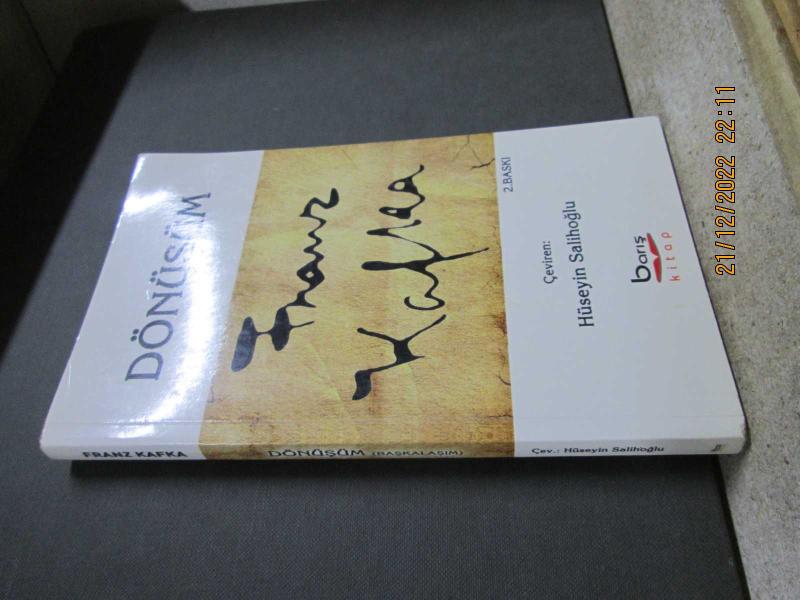 DÖNÜŞÜM
Franz
Kafka
2.BASKI
Çeviren:
Hüseyin Salihoğlu
barış
kitap
FRANZ KAFKA
DÖNÜŞÜM (BAŞKALAŞIM)
Çev.: Hüseyin Salihoğlu
21/12/2022 22:11